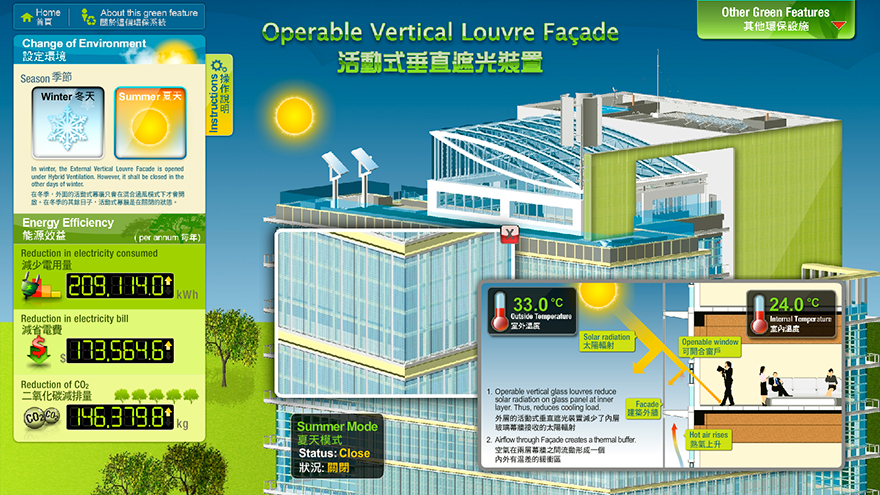 Home
首頁
About this green feature
關於這個環保系統
Operable Vertical Louvre Façade
活動式垂直遮光裝置
Other Green Features
其他環保設施
Change of Environment
設定環境
Season 季節
Winter 冬天
Summer 夏天
Instructions
操作說明
In winter, the External Vertical Louvre Facade is opened
under Hybrid Ventilation. However, it shall be closed in the
other days of winter.
在冬季，外面的活動式幕牆只會在混合通風模式下才會開
啟。在冬季的其餘日子，活動式幕牆是在關閉的狀態。
Energy Efficiency
能源效益
( per annum 每年)
Reduction in electricity consumed
減少電用量
209,114.0 kWh
Reduction in electricity bill
減省電費
$ 173,564.6
Reduction of CO2
二氧化碳減排量
CO2 CO2
146,379.8 kg
X
33.0 °C
Outside Temperature
室外溫度
24.0 °C
Internal Temperature
室內溫度
Solar radiation
太陽輻射
Openable window
可開合窗戶
Facade
建築外牆
Hot air rises
熱氣上升
1. Operable vertical glass louvres reduce
solar radiation on glass panel at inner
layer. Thus, reduces cooling load.
外層的活動式垂直遮光裝置減少了內層
玻璃幕牆接收的太陽輻射
2. Airflow through Façade creates a thermal buffer.
空氣在兩層幕牆之間流動形成一個
內外有溫差的緩衝區
Summer Mode
夏天模式
Status: Close
狀況: 關閉